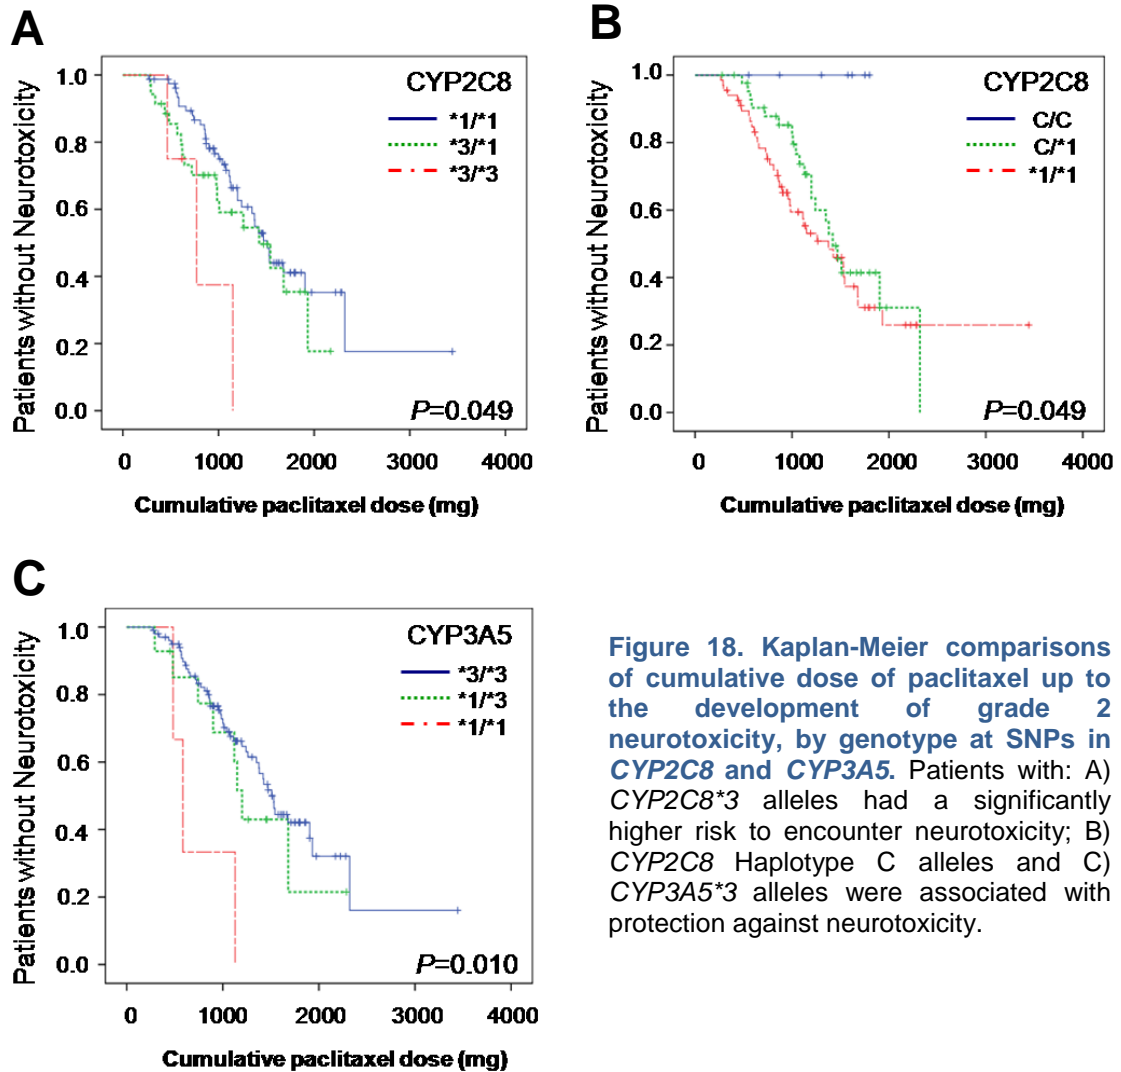 A
Patients without Neurotoxicity
1.0
0.8
0.6
0.4
0.2
0.0
CYP2C8
*1/*1
*3/*1
*3/*3
P=0.049
0 1000 2000 3000 4000
Cumulative paclitaxel dose (mg)
B
Patients without Neurotoxicity
1.0
0.8
0.6
0.4
0.2
0.0
CYP2C8
C/C
C/*1
*1/*1
P=0.049
0 1000 2000 3000 4000
Cumulative paclitaxel dose (mg)
C
Patients without Neurotoxicity
1.0
0.8
0.6
0.4
0.2
0.0
CYP3A5
*3/*3
*1/*3
*1/*1
P=0.010
0 1000 2000 3000 4000
Cumulative paclitaxel dose (mg)
Figure 18. Kaplan-Meier comparisons
of cumulative dose of paclitaxel up to
the development of grade 2
neurotoxicity, by genotype at SNPs in
CYP2C8 and CYP3A5. Patients with: A)
CYP2C8*3 alleles had a significantly
higher risk to encounter neurotoxicity; B)
CYP2C8 Haplotype C alleles and C)
CYP3A5*3 alleles were associated with
protection against neurotoxicity.